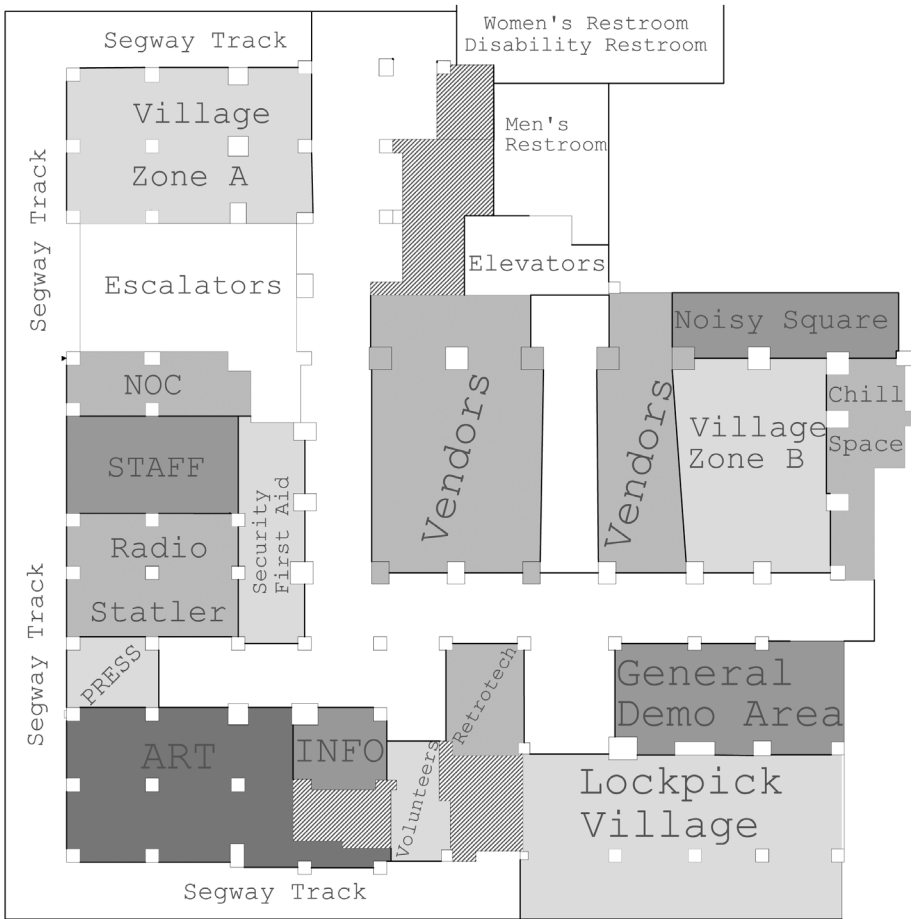 Women's Restroom
Disability Restroom
Segway Track
Village
Zone A
Men's
Restroom
Segway Track
Elevators
Escalators
Noisy Square
NOC
Vendors
Vendors
Village
Zone B
Chill
Space
STAFF
Security
First Aid
Radio
Statler
Segway Track
PRESS
Retrotech
General
Demo Area
ART
INFO
Volunteers
Lockpick
Village
Segway Track